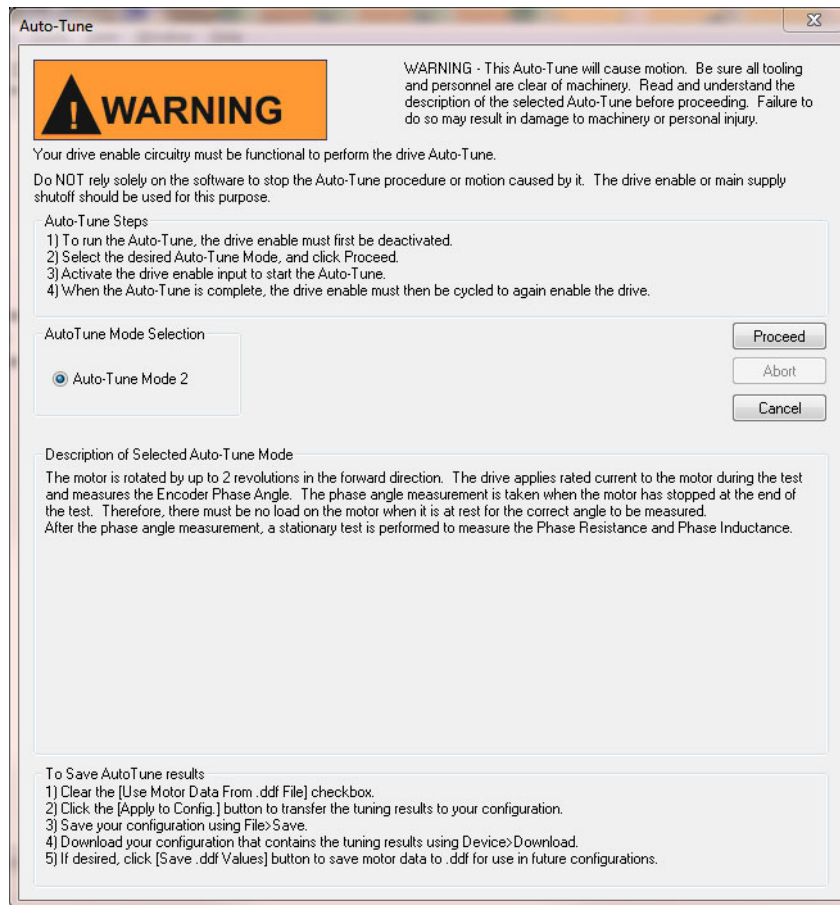 Auto-Tune
WARNING
WARNING - This Auto-Tune will cause motion. Be sure all tooling
and personnel are clear of machinery. Read and understand the
description of the selected Auto-Tune before proceeding. Failure to
do so may result in damage to machinery or personal injury.
Your drive enable circuitry must be functional to perform the drive Auto-Tune.
Do NOT rely solely on the software to stop the Auto-Tune procedure or motion caused by it. The drive enable or main supply
shutoff should be used for this purpose.
Auto-Tune Steps
1) To run the Auto-Tune, the drive enable must first be deactivated.
2) Select the desired Auto-Tune Mode, and click Proceed.
3) Activate the drive enable input to start the Auto-Tune.
4) When the Auto-Tune is complete, the drive enable must then be cycled to again enable the drive.
AutoTune Mode Selection
Auto-Tune Mode 2
Proceed
Abort
Cancel
Description of Selected Auto-Tune Mode
The motor is rotated by up to 2 revolutions in the forward direction. The drive applies rated current to the motor during the test
and measures the Encoder Phase Angle. The phase angle measurement is taken when the motor has stopped at the end of
the test. Therefore, there must be no load on the motor when it is at rest for the correct angle to be measured.
After the phase angle measurement, a stationary test is performed to measure the Phase Resistance and Phase Inductance.
To Save AutoTune results
1) Clear the [Use Motor Data From .ddf File] checkbox.
2) Click the [Apply to Config.] button to transfer the tuning results to your configuration.
3) Save your configuration using File>Save.
4) Download your configuration that contains the tuning results using Device>Download.
5) If desired, click [Save .ddf Values] button to save motor data to .ddf for use in future configurations.